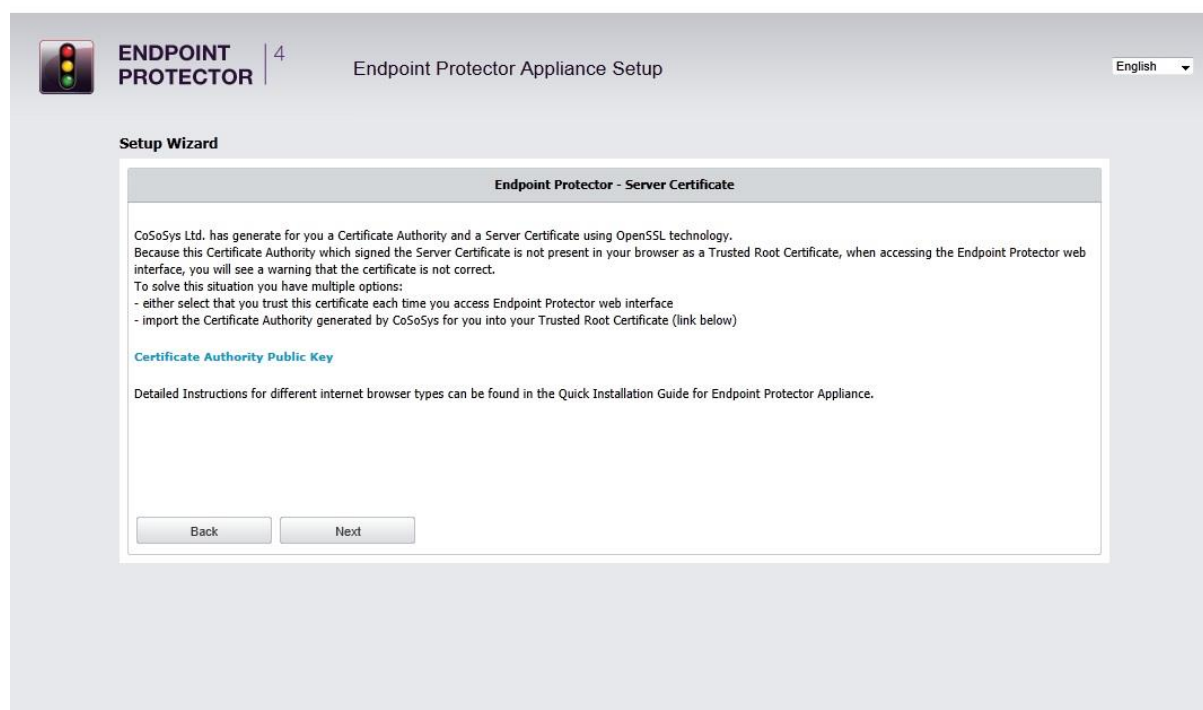 ENDPOINT
PROTECTOR
4
Endpoint Protector Appliance Setup
English
Setup Wizard
Endpoint Protector - Server Certificate
CoSoSys Ltd. has generate for you a Certificate Authority and a Server Certificate using OpenSSL technology.
Because this Certificate Authority which signed the Server Certificate is not present in your browser as a Trusted Root Certificate, when accessing the Endpoint Protector web
interface, you will see a warning that the certificate is not correct.
To solve this situation you have multiple options:
- either select that you trust this certificate each time you access Endpoint Protector web interface
- import the Certificate Authority generated by CoSoSys for you into your Trusted Root Certificate (link below)
Certificate Authority Public Key
Detailed Instructions for different internet browser types can be found in the Quick Installation Guide for Endpoint Protector Appliance.
Back
Next